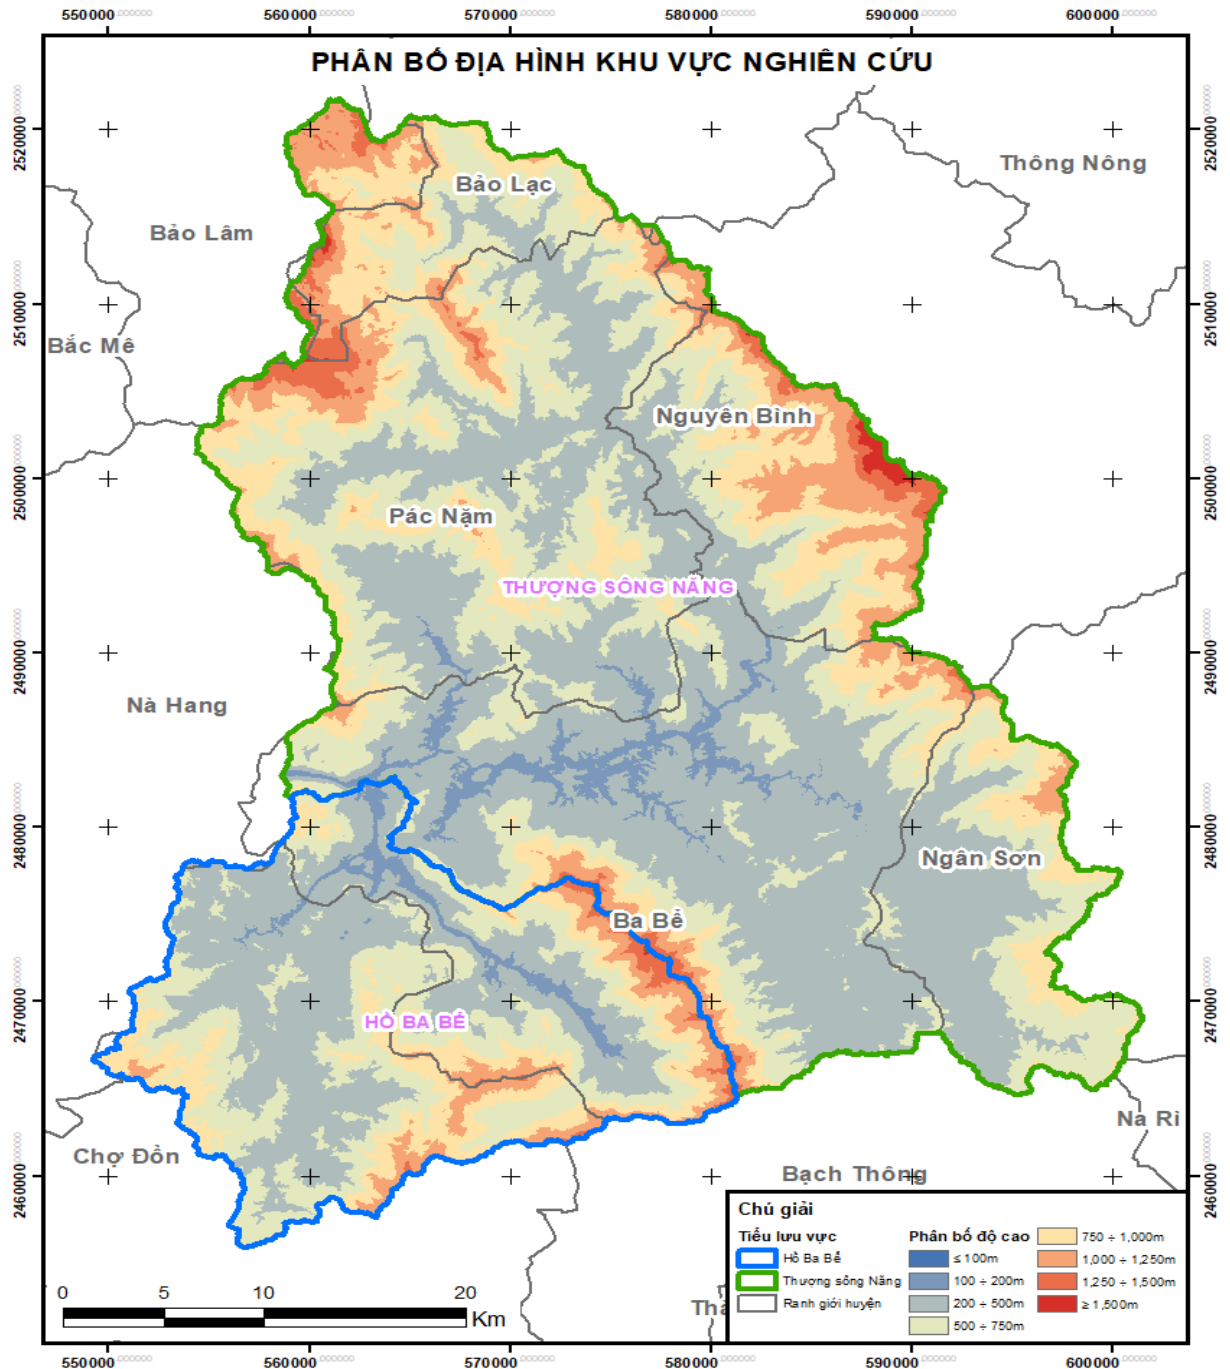 550000 560000 570000 580000 590000 600000
PHÂN BỐ ĐỊA HÌNH KHU VỰC NGHIÊN CỨU
2520000 2520000
Thông Nông
Bảo Lạc
Bảo Lâm
2510000 2510000
Bắc Mê
Nguyên Bình
2500000 2500000
Pác Nặm
THƯỢNG SÔNG NĂNG
2490000 2490000
Nà Hang
2480000 2480000
Ngân Sơn
Ba Bể
2470000 2470000
HỒ BA BỂ
Na Rì
Chợ Đồn
Bạch Thông
2460000 2460000
Chú giải
Tiểu lưu vực
Hồ Ba Bể
Thượng sông Năng
Ranh giới huyện
Phân bố độ cao
≤ 100m
100 ÷ 200m
200 ÷ 500m
500 ÷ 750m
750 ÷ 1,000m
1,000 ÷ 1,250m
1,250 ÷ 1,500m
≥ 1,500m
0 5 10 20
Km
550000 560000 570000 580000 590000 600000